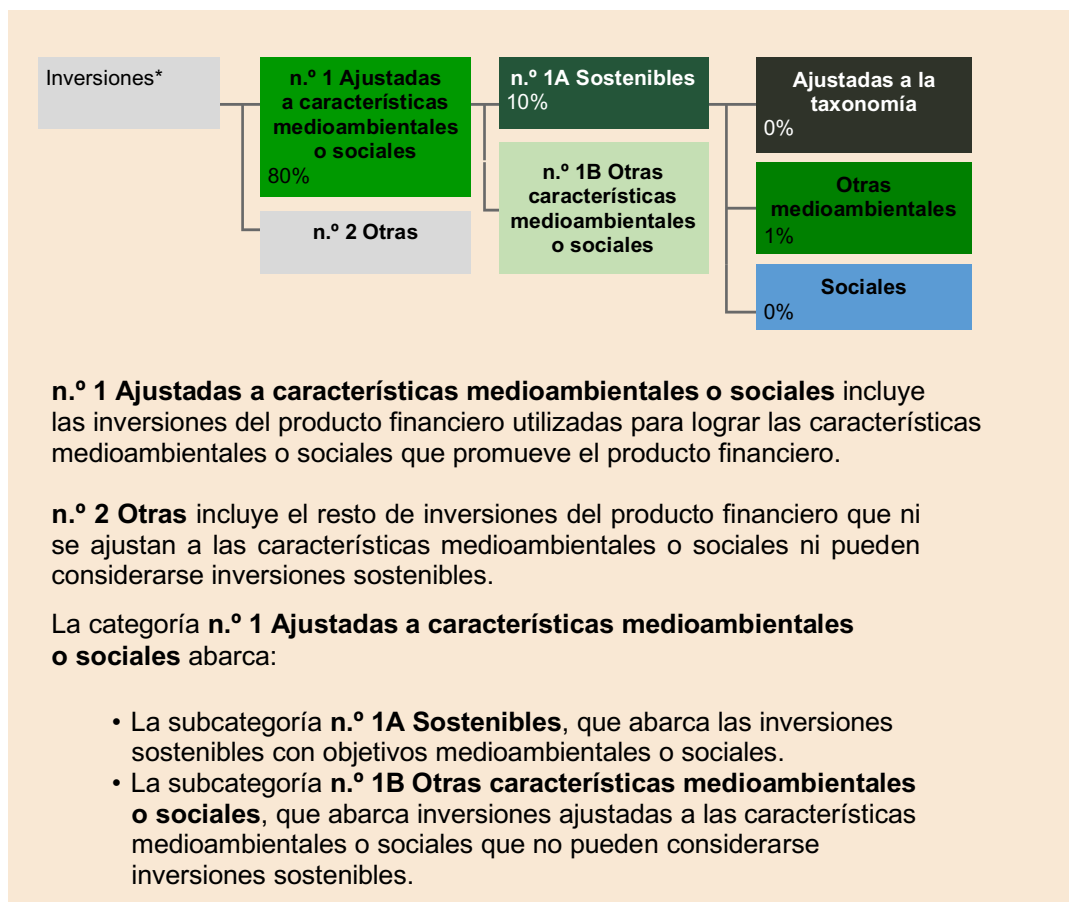 Inversiones*
n.º 1 Ajustadas
a características
medioambientales
o sociales
80%
n.º 2 Otras
n.º 1A Sostenibles
10%
n.º 1B Otras
características
medioambientales
o sociales
Ajustadas a la
taxonomía
0%
Otras
medioambientales
1%
Sociales
0%
n.º 1 Ajustadas a características medioambientales o sociales incluye
las inversiones del producto financiero utilizadas para lograr las características
medioambientales o sociales que promueve el producto financiero.
n.º 2 Otras incluye el resto de inversiones del producto financiero que ni
se ajustan a las características medioambientales o sociales ni pueden
considerarse inversiones sostenibles.
La categoría n.º 1 Ajustadas a características medioambientales
o sociales abarca:
• La subcategoría n.º 1A Sostenibles, que abarca las inversiones
sostenibles con objetivos medioambientales o sociales.
• La subcategoría n.º 1B Otras características medioambientales
o sociales, que abarca inversiones ajustadas a las características
medioambientales o sociales que no pueden considerarse
inversiones sostenibles.